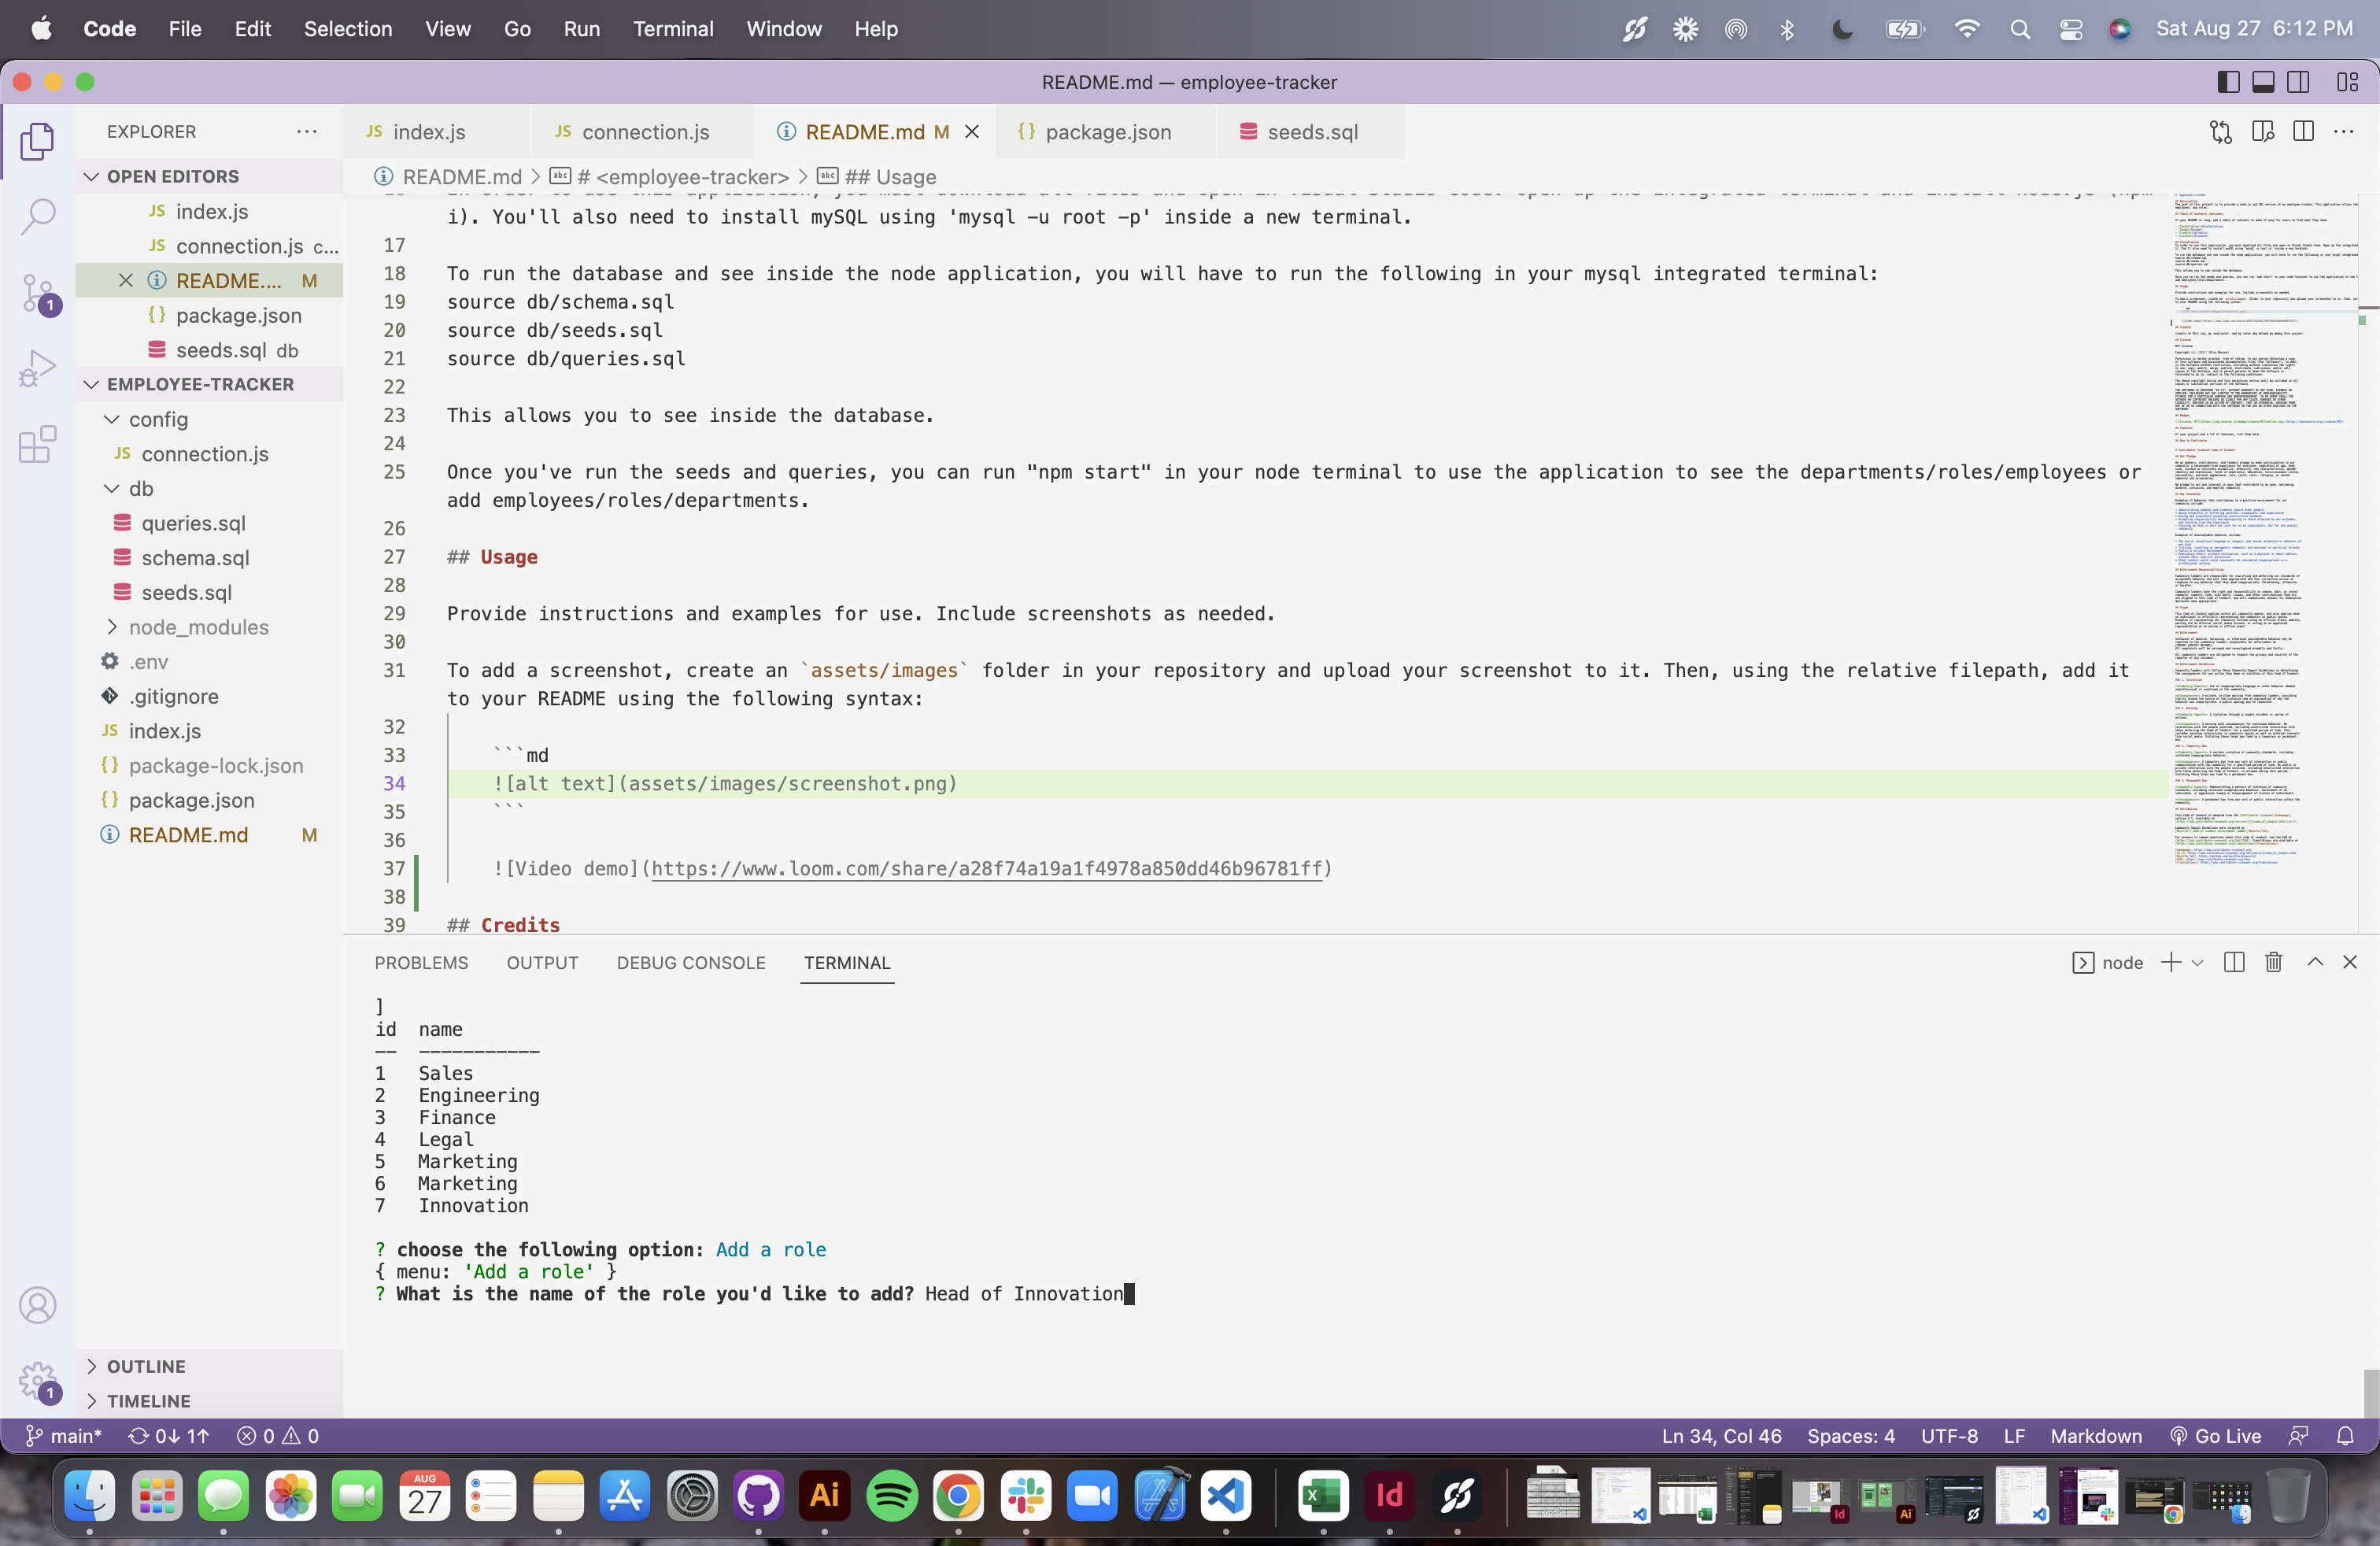 Code File Edit Selection View Go Run Terminal Window Help Sat Aug 27 6:12 PM
README.md — employee-tracker
EXPLORER
index.js
connection.js
README.md M
package.json
seeds.sql
OPEN EDITORS
README.md > # <employee-tracker> > ## Usage
index.js
connection.js c...
README.... M
package.json
seeds.sql db
EMPLOYEE-TRACKER
config
connection.js
db
queries.sql
schema.sql
seeds.sql
node_modules
.env
.gitignore
index.js
package-lock.json
package.json
README.md M
OUTLINE
TIMELINE
i). You'll also need to install mySQL using 'mysql -u root -p' inside a new terminal.
17
18 To run the database and see inside the node application, you will have to run the following in your mysql integrated terminal:
19 source db/schema.sql
20 source db/seeds.sql
21 source db/queries.sql
22
23 This allows you to see inside the database.
24
25 Once you've run the seeds and queries, you can run "npm start" in your node terminal to use the application to see the departments/roles/employees or
add employees/roles/departments.
26
27 ## Usage
28
29 Provide instructions and examples for use. Include screenshots as needed.
30
31 To add a screenshot, create an `assets/images` folder in your repository and upload your screenshot to it. Then, using the relative filepath, add it
to your README using the following syntax:
32
33 ```md
34 ![alt text](assets/images/screenshot.png)
35 ```
36
37 ![Video demo](https://www.loom.com/share/a28f74a19a1f4978a850dd46b96781ff)
38
39 ## Credits
PROBLEMS OUTPUT DEBUG CONSOLE TERMINAL node
]
id name
-- -----------
1 Sales
2 Engineering
3 Finance
4 Legal
5 Marketing
6 Marketing
7 Innovation
? choose the following option: Add a role
{ menu: 'Add a role' }
? What is the name of the role you'd like to add? Head of Innovation
main* 0↓ 1↑ 0 0 Ln 34, Col 46 Spaces: 4 UTF-8 LF Markdown Go Live
1
1
AUG
27
Ai
X
Id